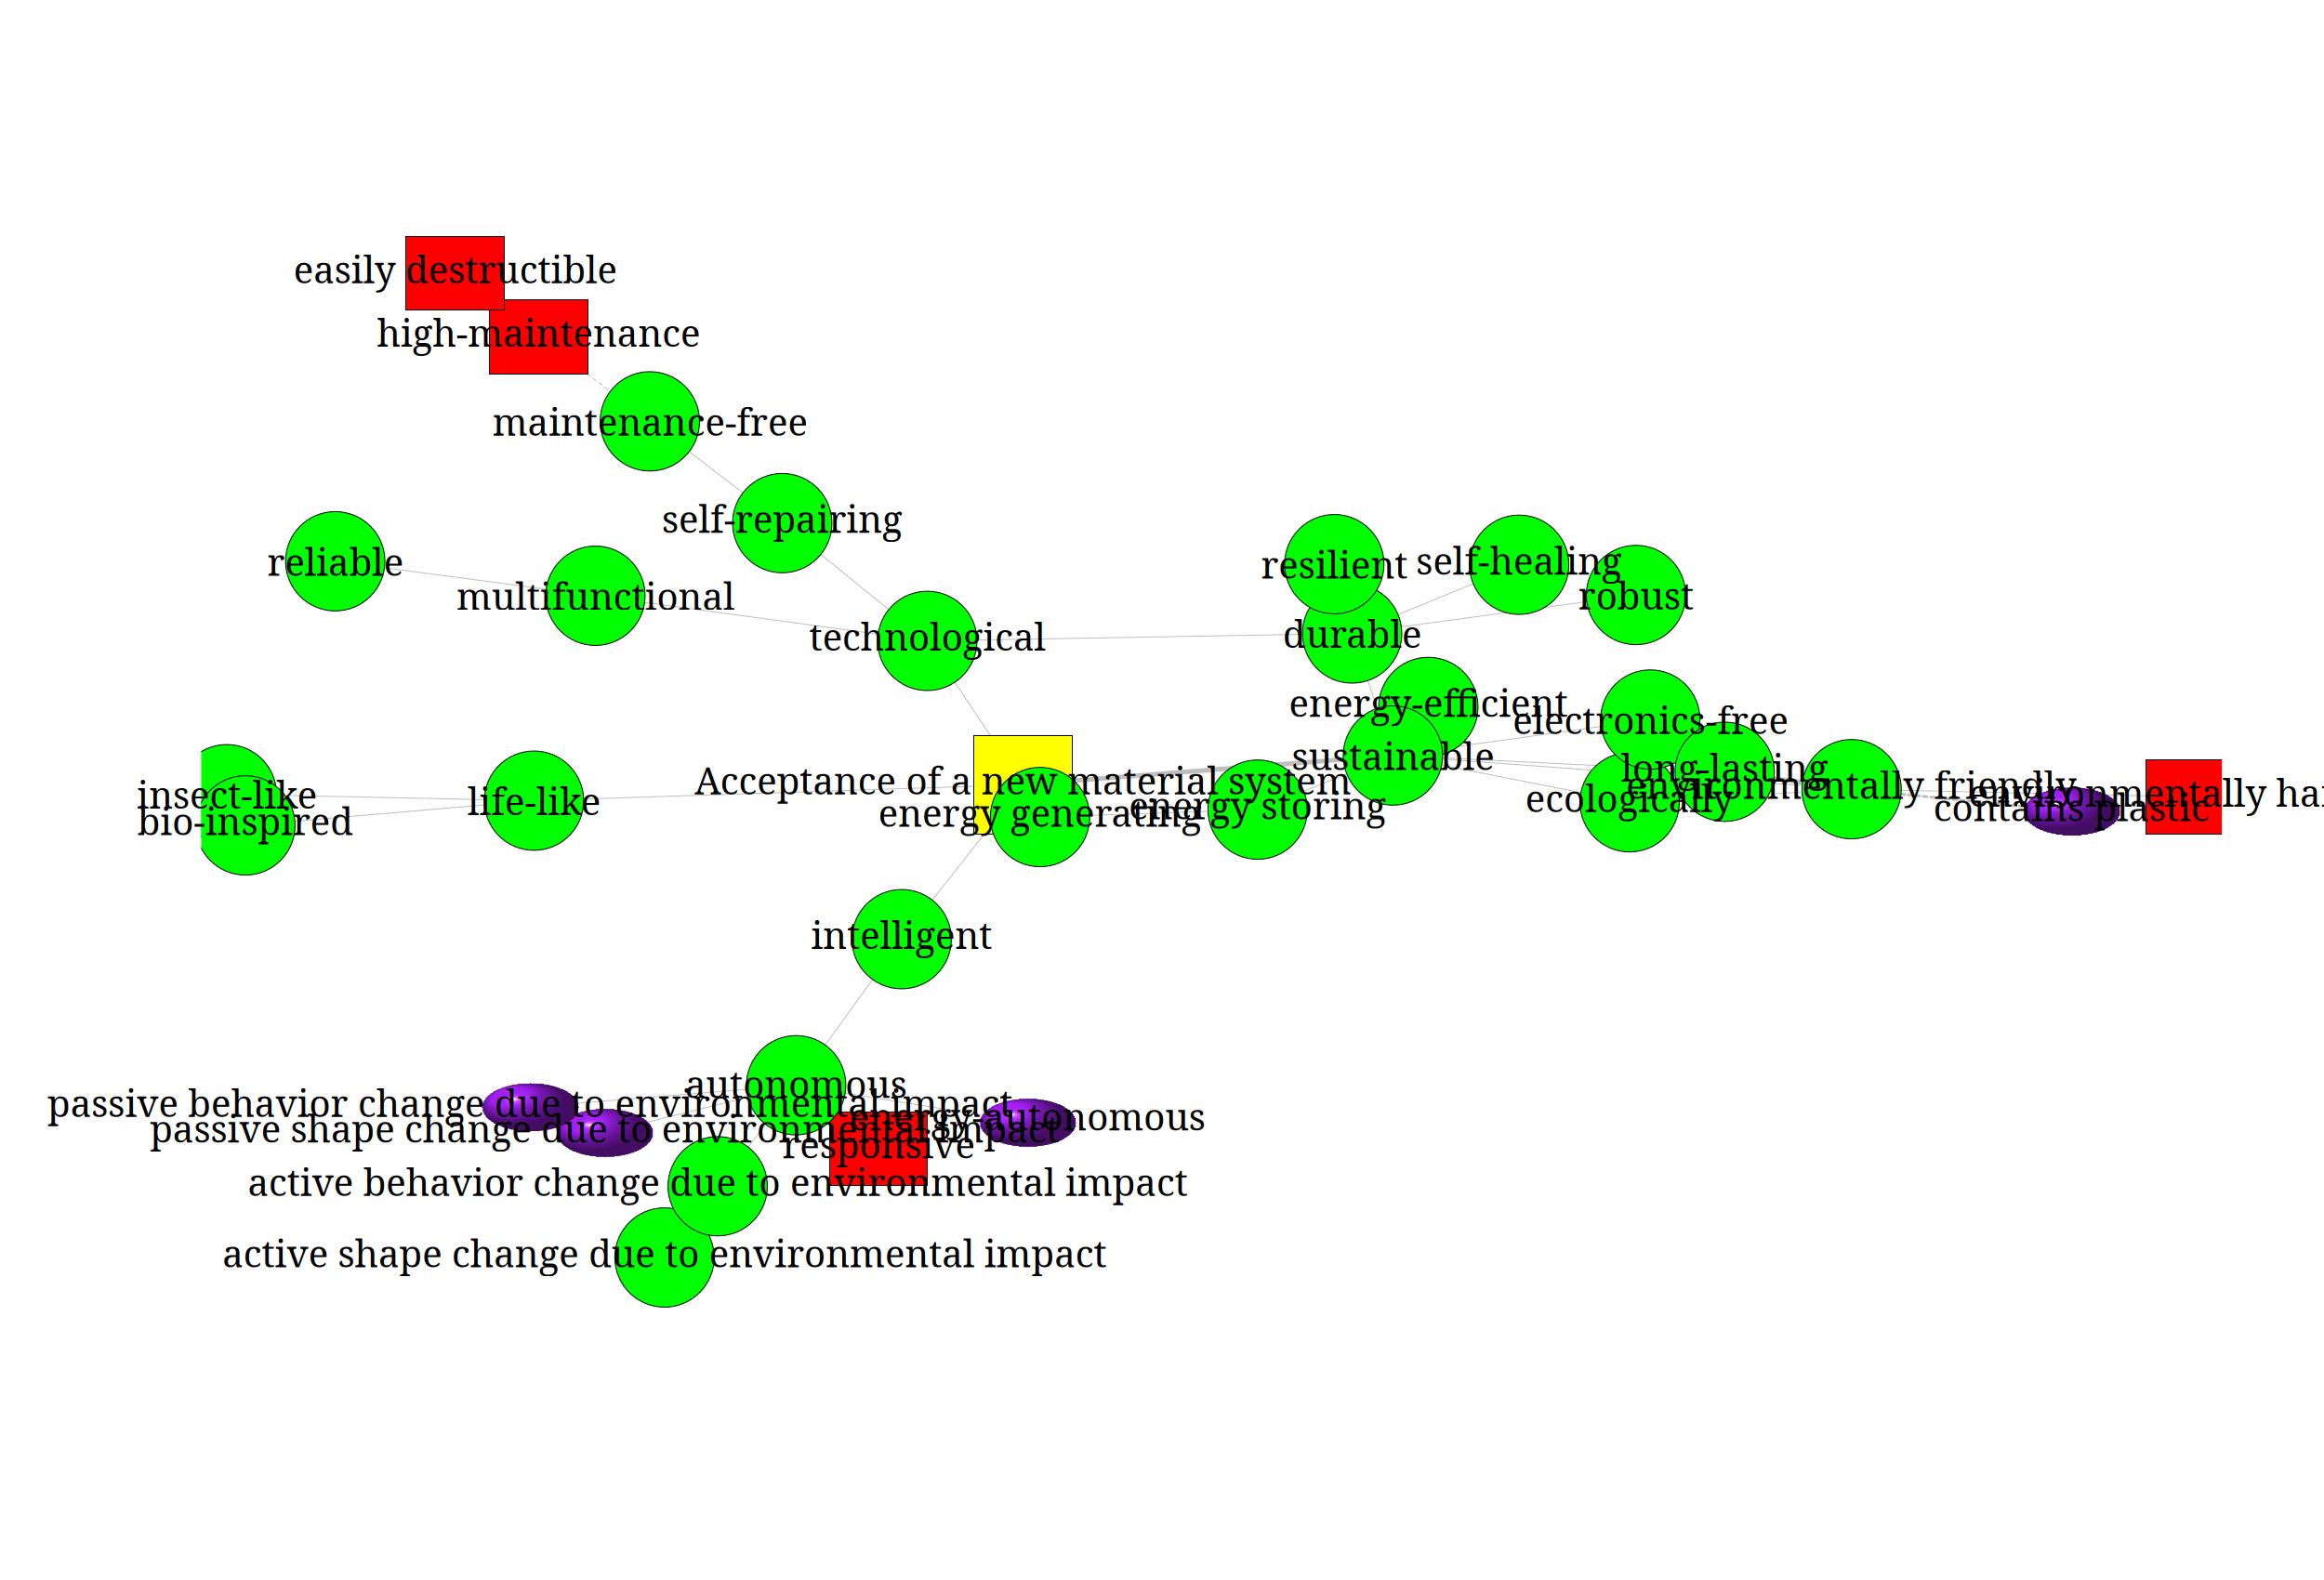 easily destructible
high-maintenance
maintenance-free
self-repairing
reliable
multifunctional
technological
resilient
self-healing
robust
durable
energy-efficient
electronics-free
sustainable
long-lasting
insect-like
bio-inspired
life-like
Acceptance of a new material system
energy generating
energy storing
ecologically
environmentally friendly
contains plastic
environmentally har
intelligent
autonomous
passive behavior change due to environmental impact
energy-autonomous
passive shape change due to environmental impact
responsive
active behavior change due to environmental impact
active shape change due to environmental impact